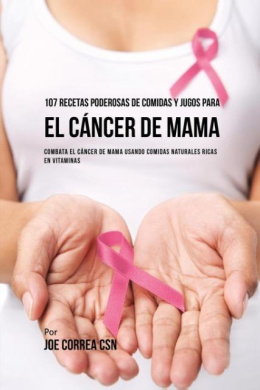 107 RECETAS PODEROSAS DE COMIDAS Y JUGOS PARA
EL CÁNCER DE MAMA
COMBATA EL CÁNCER DE MAMA USANDO COMIDAS NATURALES RICAS
EN VITAMINAS
Por
JOE CORREA CSN